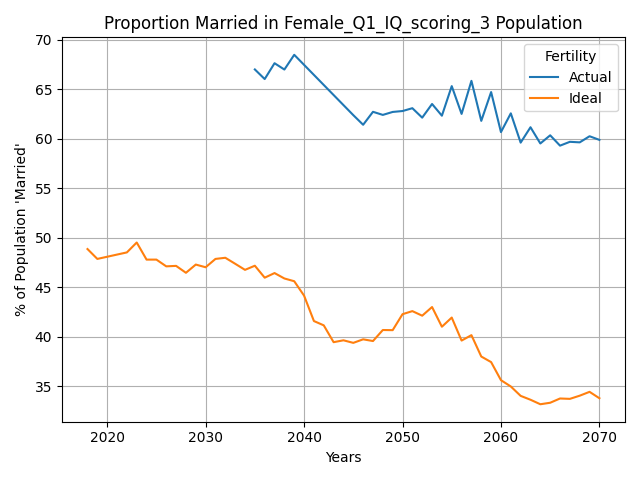 Proportion Married in Female_Q1_IQ_scoring_3 Population
Fertility
Actual
Ideal
% of Population 'Married'
70
65
60
55
50
45
40
35
2020 2030 2040 2050 2060 2070
Years